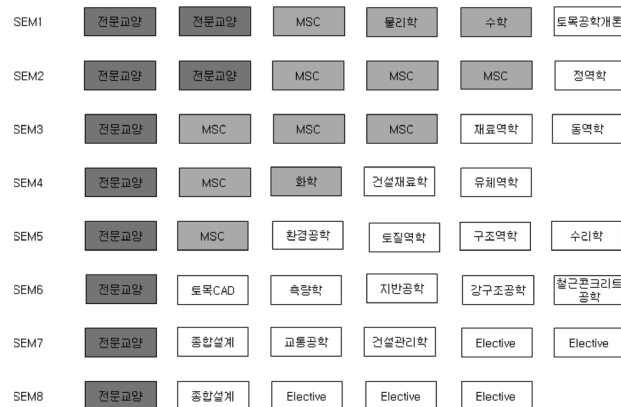 SEM1 전문교양 전문교양 MSC 물리학 수학 토목공학개론
SEM2 전문교양 전문교양 MSC MSC MSC 정역학
SEM3 전문교양 MSC MSC MSC 재료역학 동역학
SEM4 전문교양 MSC 화학 건설재료학 유체역학
SEM5 전문교양 MSC 환경공학 토질역학 구조역학 수리학
SEM6 전문교양 토목CAD 측량학 지반공학 강구조공학 철근콘크리트
공학
SEM7 전문교양 종합설계 교통공학 건설관리학 Elective Elective
SEM8 전문교양 종합설계 Elective Elective Elective